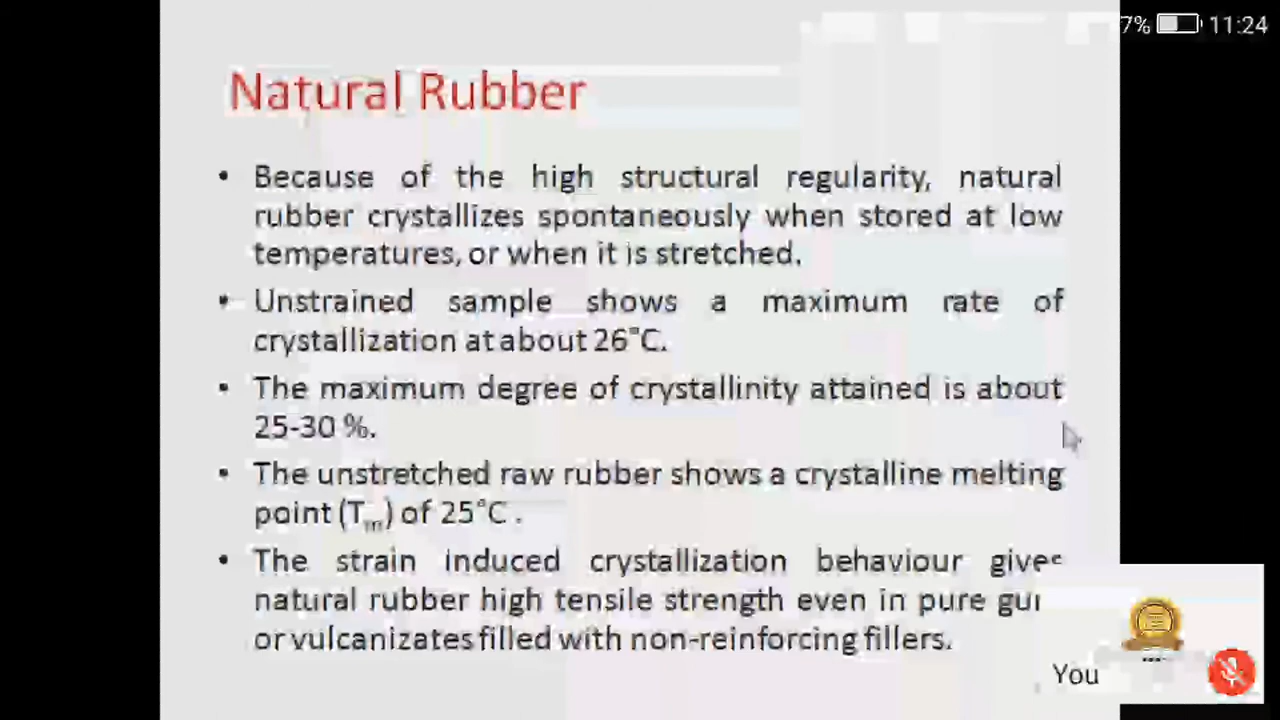 7% 11:24
Natural Rubber
• Because of the high structural regularity, natural
rubber crystallizes spontaneously when stored at low
temperatures, or when it is stretched.
• Unstrained sample shows a maximum rate of
crystallization at about 26°C.
• The maximum degree of crystallinity attained is about
25-30 %.
• The unstretched raw rubber shows a crystalline melting
point (Tm) of 25°C .
• The strain induced crystallization behaviour gives
natural rubber high tensile strength even in pure
or vulcanizates filled with non-reinforcing fillers.
You